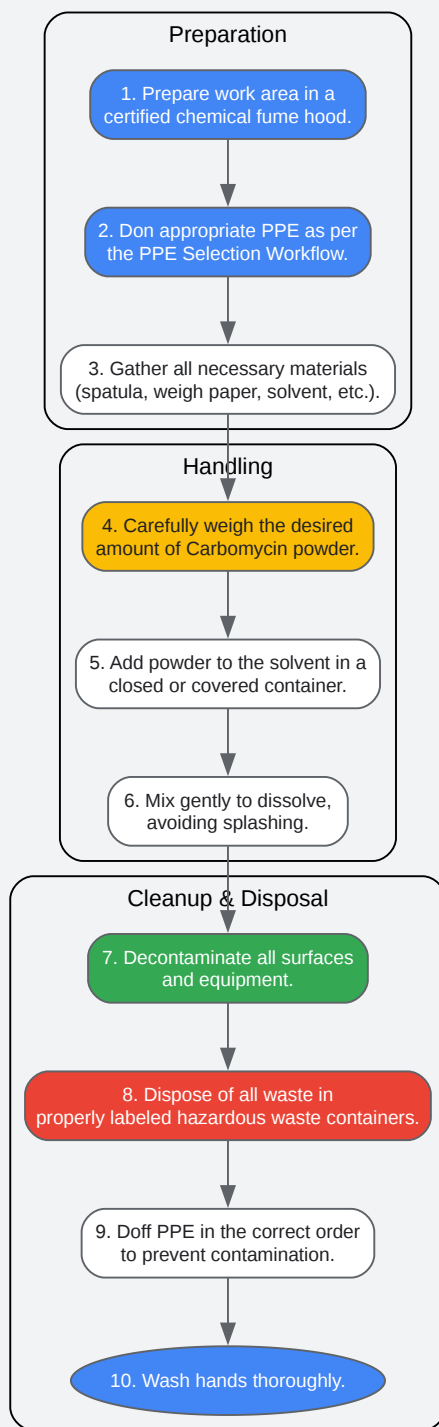 Preparation
1. Prepare work area in a
certified chemical fume hood.
2. Don appropriate PPE as per
the PPE Selection Workflow.
3. Gather all necessary materials
(spatula, weigh paper, solvent, etc.).
Handling
4. Carefully weigh the desired
amount of Carbomycin powder.
5. Add powder to the solvent in a
closed or covered container.
6. Mix gently to dissolve,
avoiding splashing.
Cleanup & Disposal
7. Decontaminate all surfaces
and equipment.
8. Dispose of all waste in
properly labeled hazardous waste containers.
9. Doff PPE in the correct order
to prevent contamination.
10. Wash hands thoroughly.